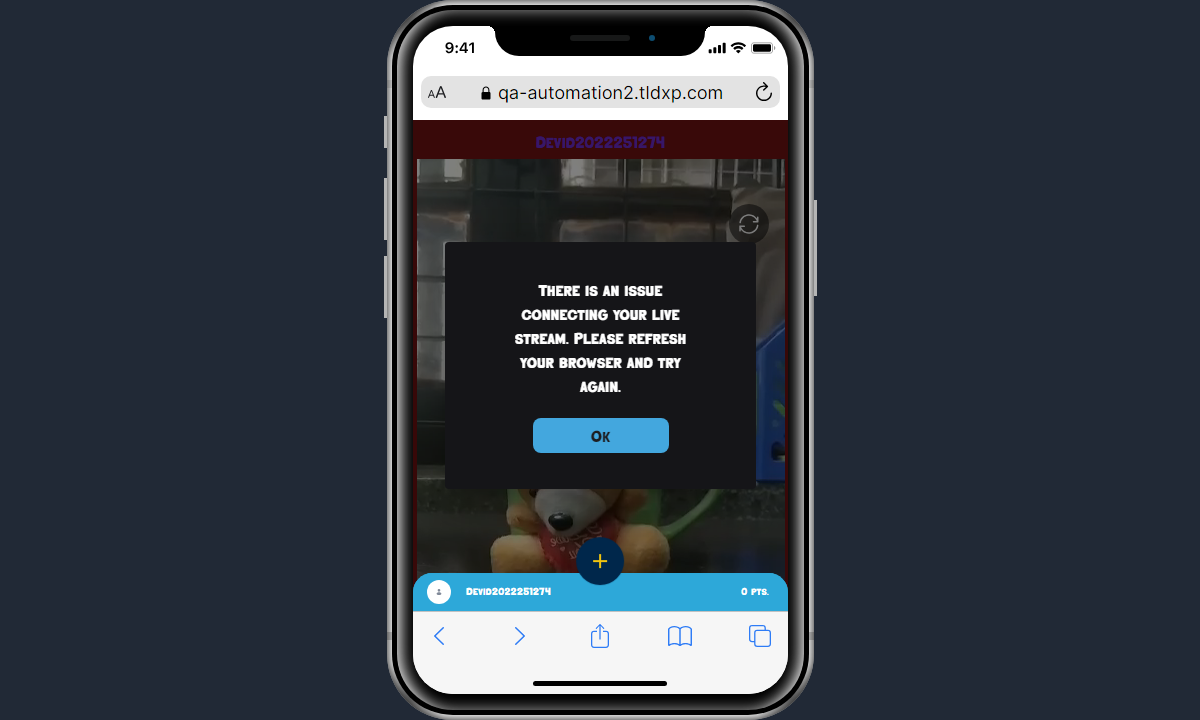 9:41
AA qa-automation2.tldxp.com
Devid2022251274
There is an issue
connecting your live
stream. Please refresh
your browser and try
again.
Ok
+
Devid2022251274 0 pts.